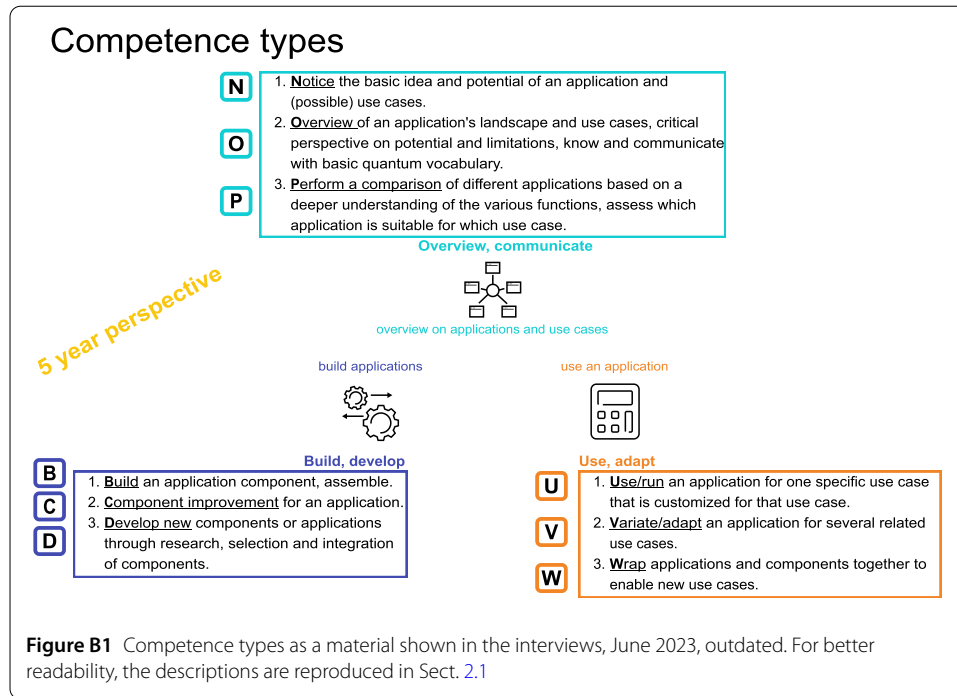 Competence types
N
1. Notice the basic idea and potential of an application and
(possible) use cases.
O
2. Overview of an application's landscape and use cases, critical
perspective on potential and limitations, know and communicate
with basic quantum vocabulary.
P
3. Perform a comparison of different applications based on a
deeper understanding of the various functions, assess which
application is suitable for which use case.
Overview, communicate
overview on applications and use cases
5 year perspective
build applications
Build, develop
B
1. Build an application component, assemble.
C
2. Component improvement for an application.
D
3. Develop new components or applications
through research, selection and integration
of components.
use an application
Use, adapt
U
1. Use/run an application for one specific use case
that is customized for that use case.
V
2. Variate/adapt an application for several related
use cases.
W
3. Wrap applications and components together to
enable new use cases.
Figure B1 Competence types as a material shown in the interviews, June 2023, outdated. For better
readability, the descriptions are reproduced in Sect. 2.1